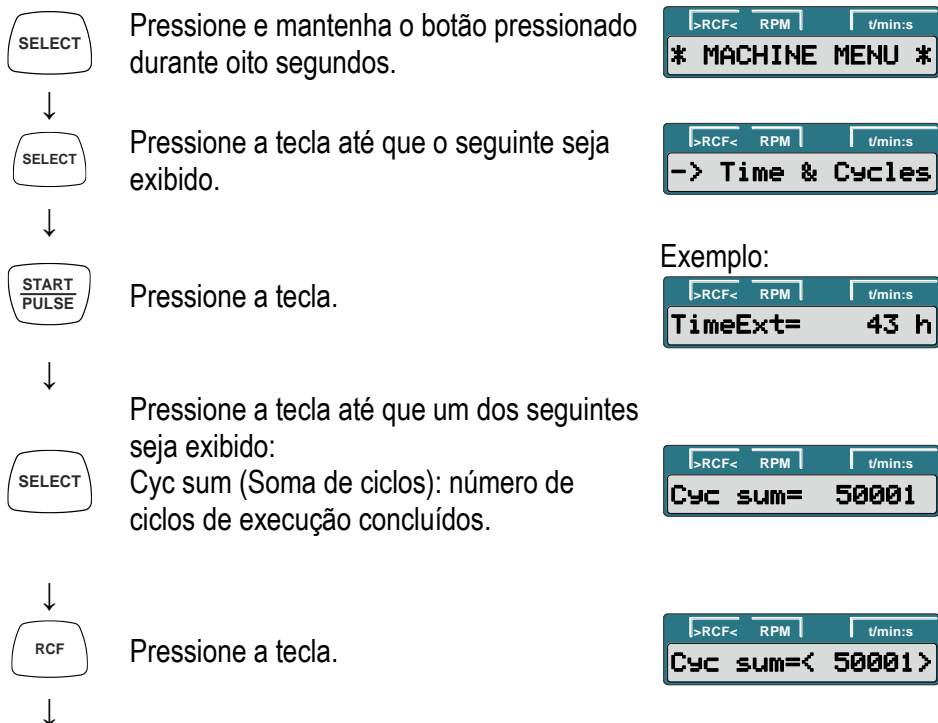 SELECT
Pressione e mantenha o botão pressionado
durante oito segundos.
>RCF< RPM t/min:s
* MACHINE MENU *
↓
SELECT
Pressione a tecla até que o seguinte seja
exibido.
>RCF< RPM t/min:s
-> Time & Cycles
↓
START
PULSE
Pressione a tecla.
Exemplo:
>RCF< RPM t/min:s
TimeExt= 43 h
↓
SELECT
Pressione a tecla até que um dos seguintes
seja exibido:
Cyc sum (Soma de ciclos): número de
ciclos de execução concluídos.
>RCF< RPM t/min:s
Cyc sum= 50001
↓
RCF
Pressione a tecla.
>RCF< RPM t/min:s
Cyc sum=< 50001>
↓